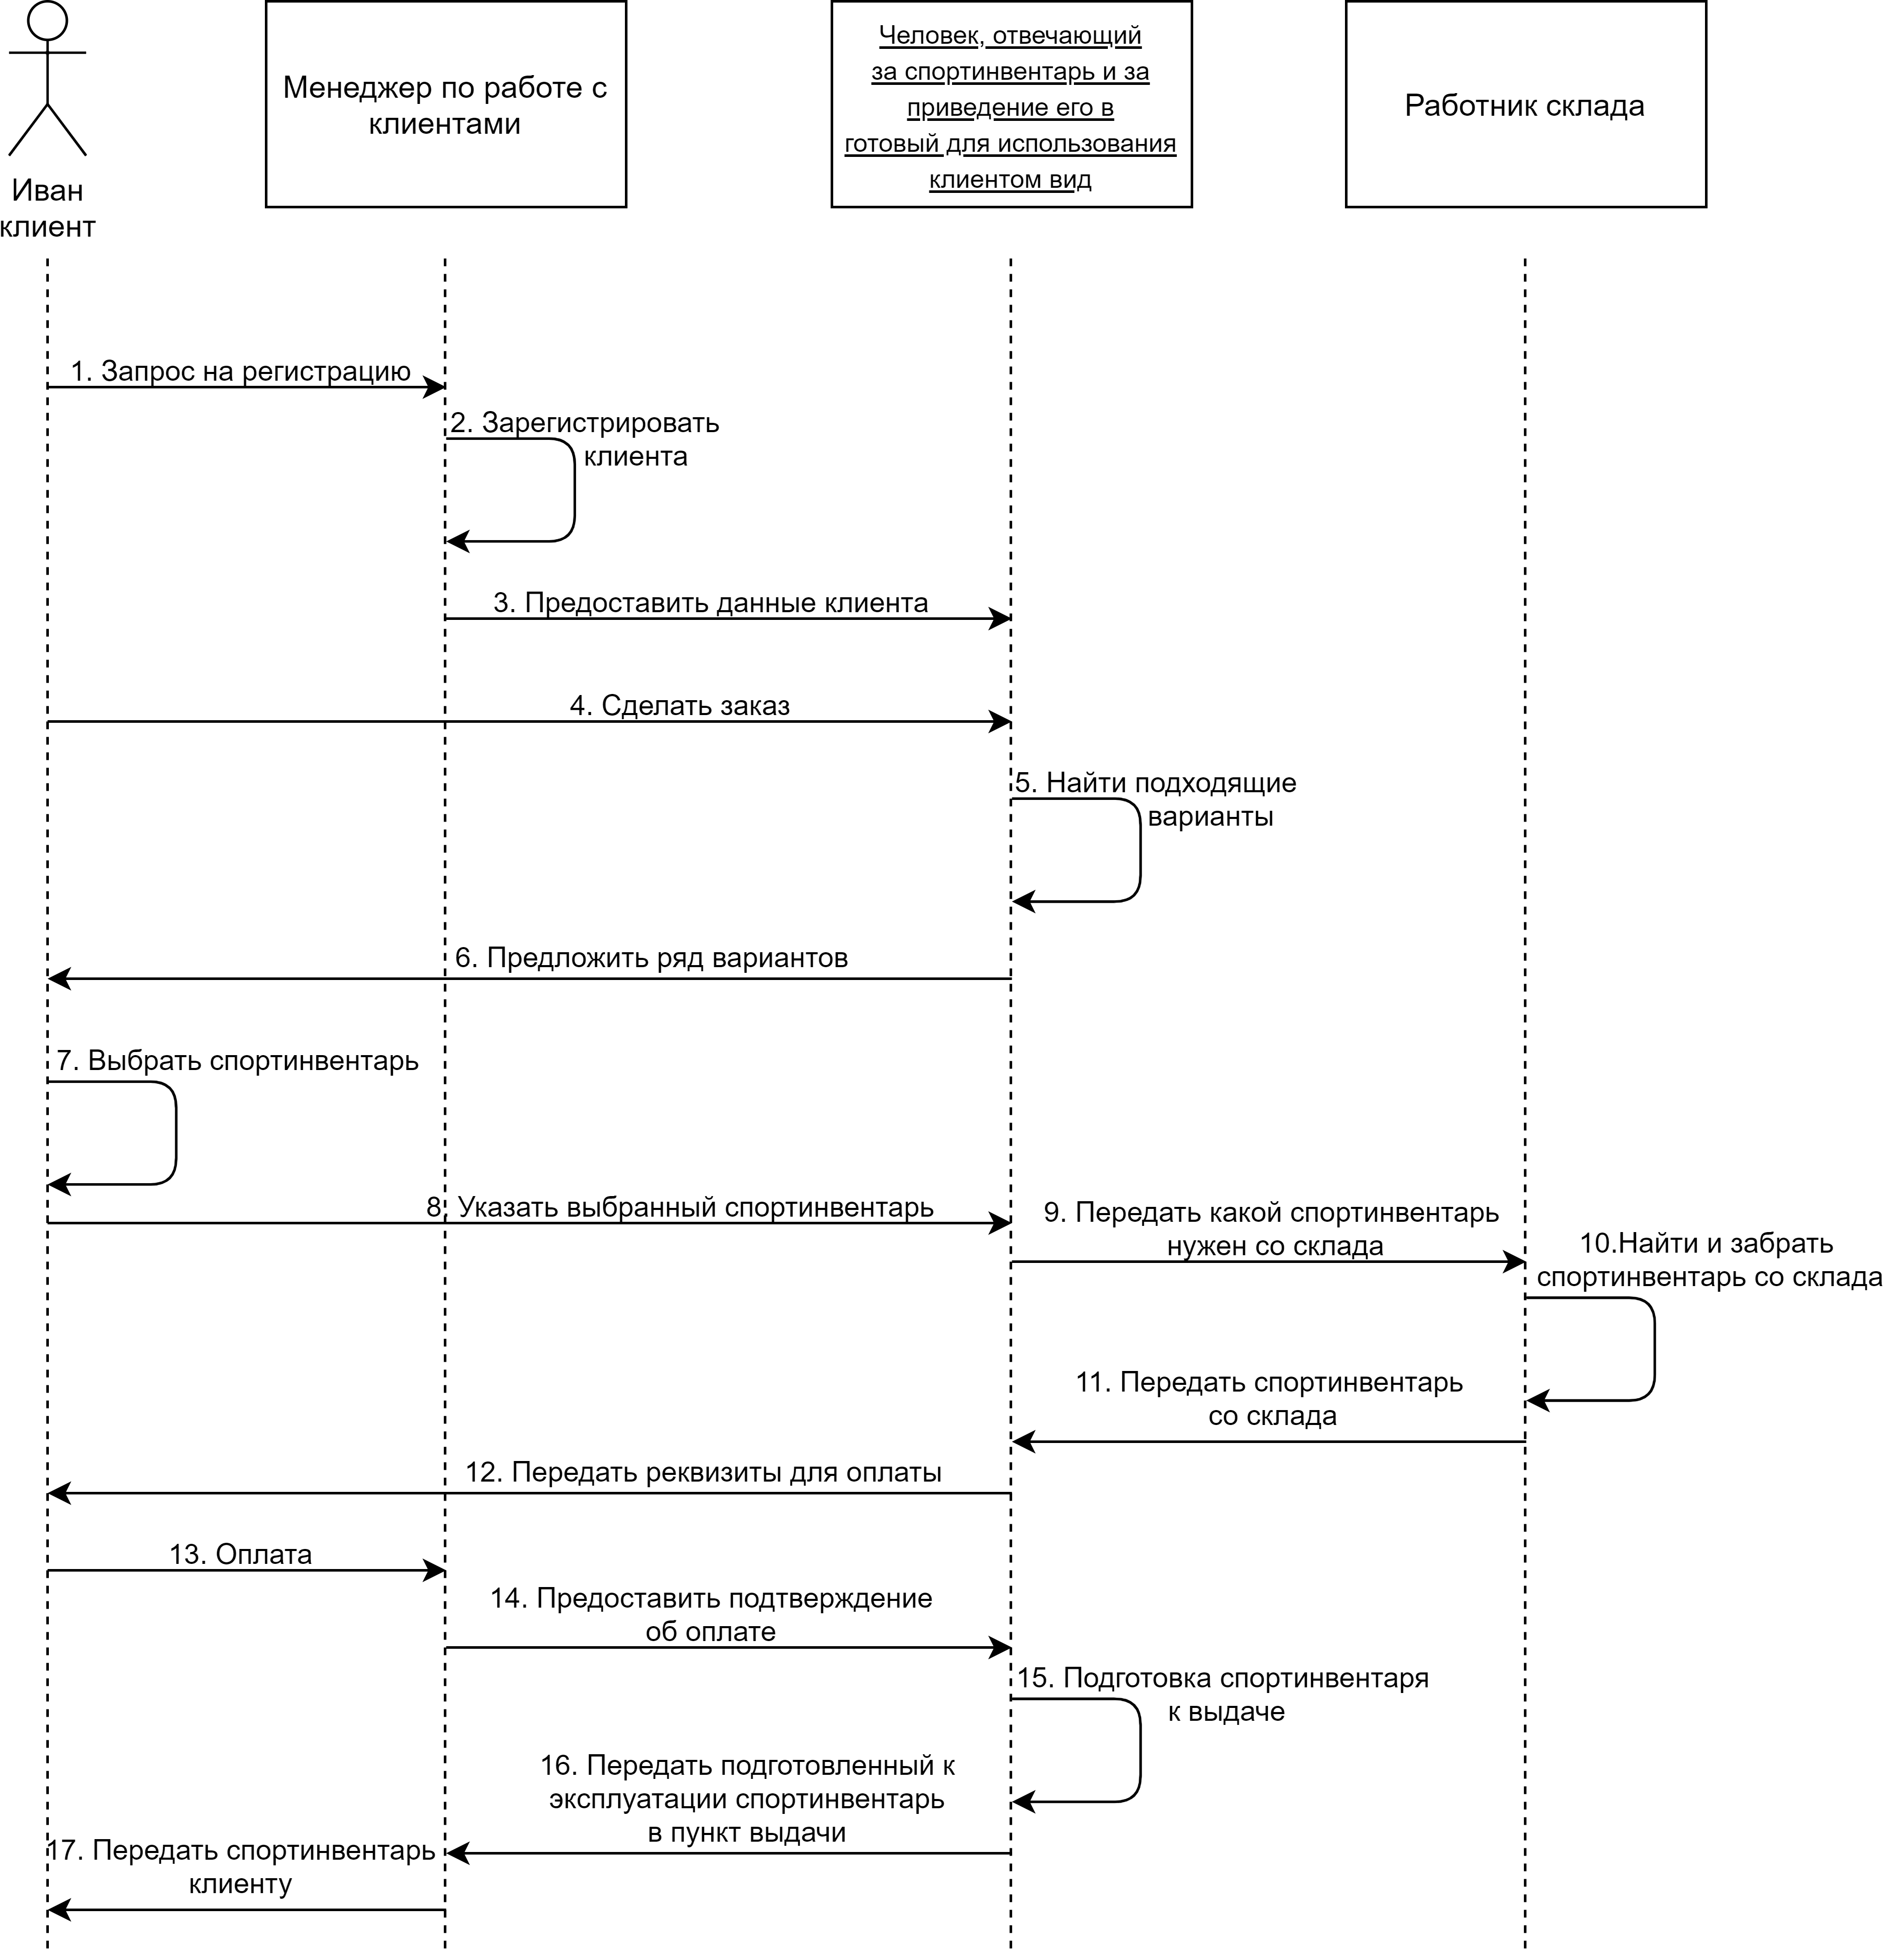 Иван
клиент
Менеджер по работе с
клиентами
Человек, отвечающий
за спортинвентарь и за
приведение его в
готовый для использования
клиентом вид
Работник склада
1. Запрос на регистрацию
2. Зарегистрировать
клиента
3. Предоставить данные клиента
4. Сделать заказ
5. Найти подходящие
варианты
6. Предложить ряд вариантов
7. Выбрать спортинвентарь
8. Указать выбранный спортинвентарь
9. Передать какой спортинвентарь
нужен со склада
10.Найти и забрать
спортинвентарь со склада
11. Передать спортинвентарь
со склада
12. Передать реквизиты для оплаты
13. Оплата
14. Предоставить подтверждение
об оплате
15. Подготовка спортинвентаря
к выдаче
16. Передать подготовленный к
эксплуатации спортинвентарь
в пункт выдачи
17. Передать спортинвентарь
клиенту